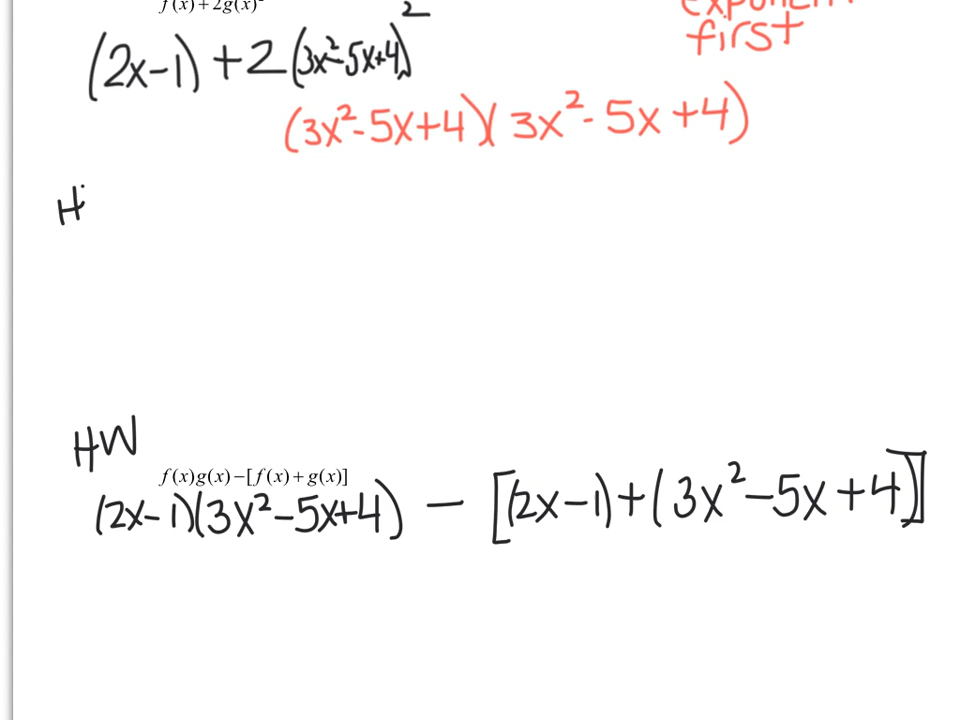 f(x)+2g(x)²
(2x-1)+2(3x²-5x+4)²
exponent
first
(3x²-5x+4)(3x²-5x+4)
H
HW
f(x)g(x)-[f(x)+g(x)]
(2x-1)(3x²-5x+4) - [(2x-1)+(3x²-5x+4)]